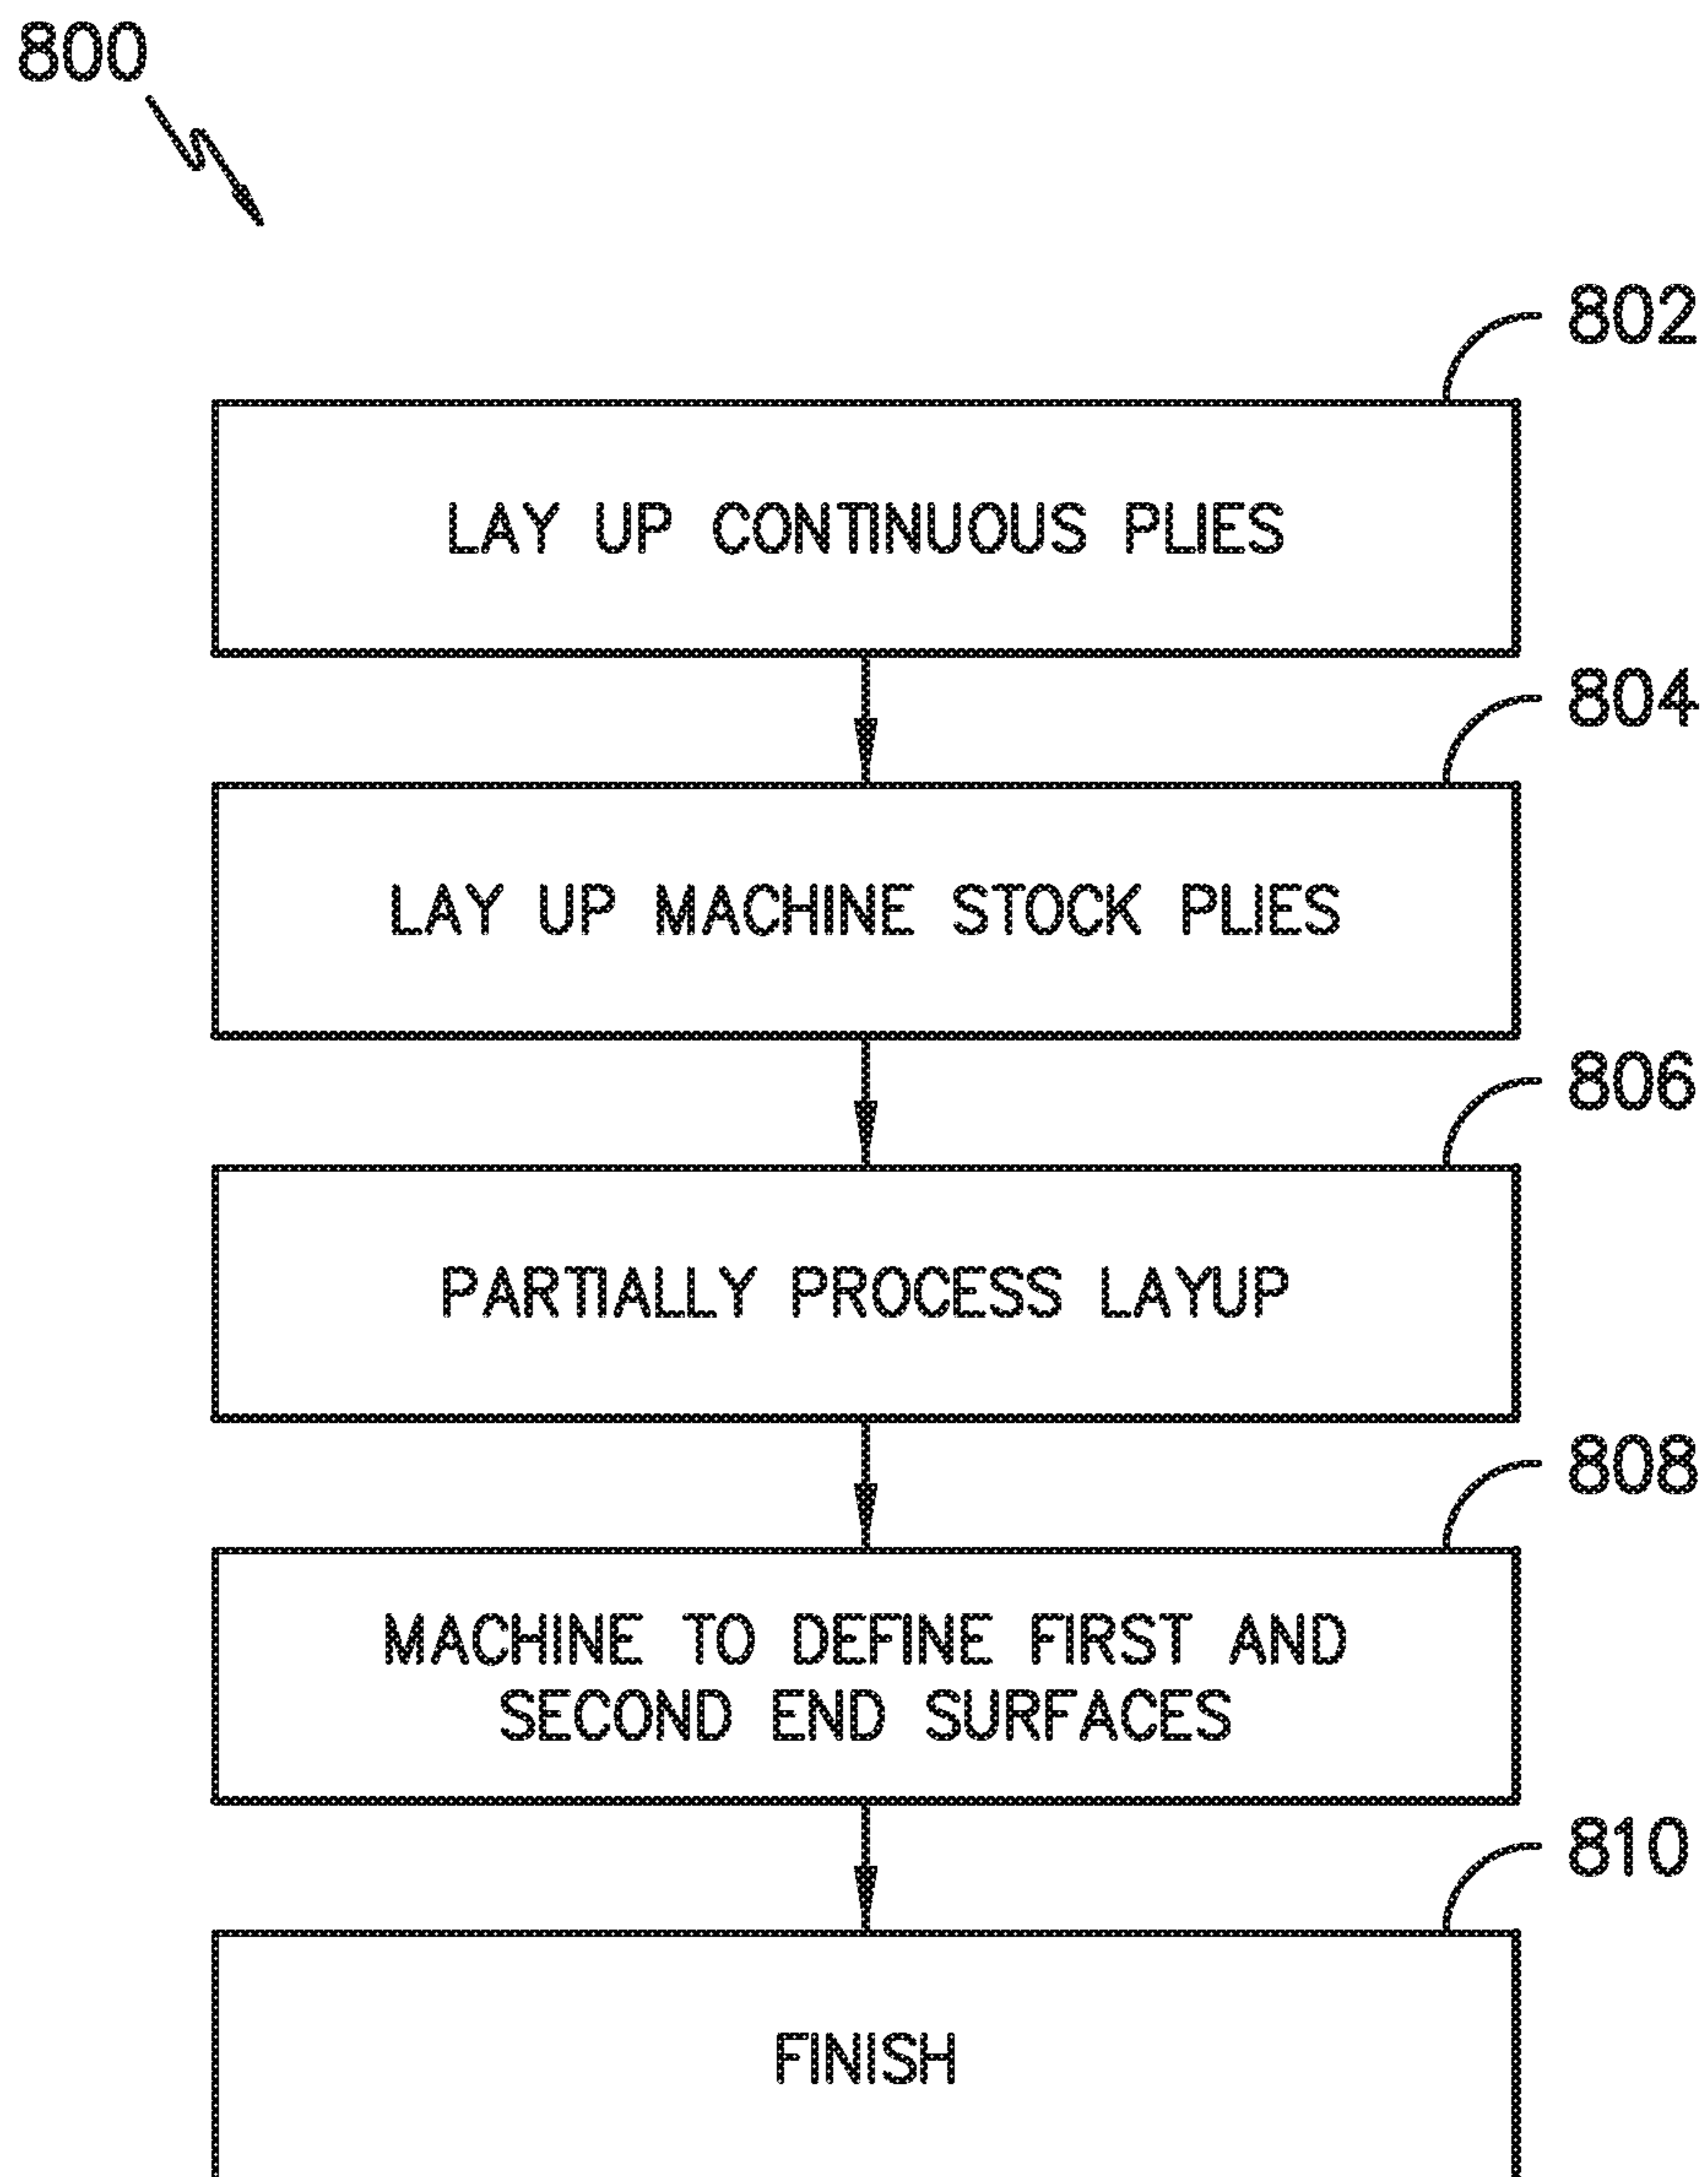 800
802
LAY UP CONTINUOUS PLIES
804
LAY UP MACHINE STOCK PLIES
806
PARTIALLY PROCESS LAYUP
808
MACHINE TO DEFINE FIRST AND
SECOND END SURFACES
810
FINISH